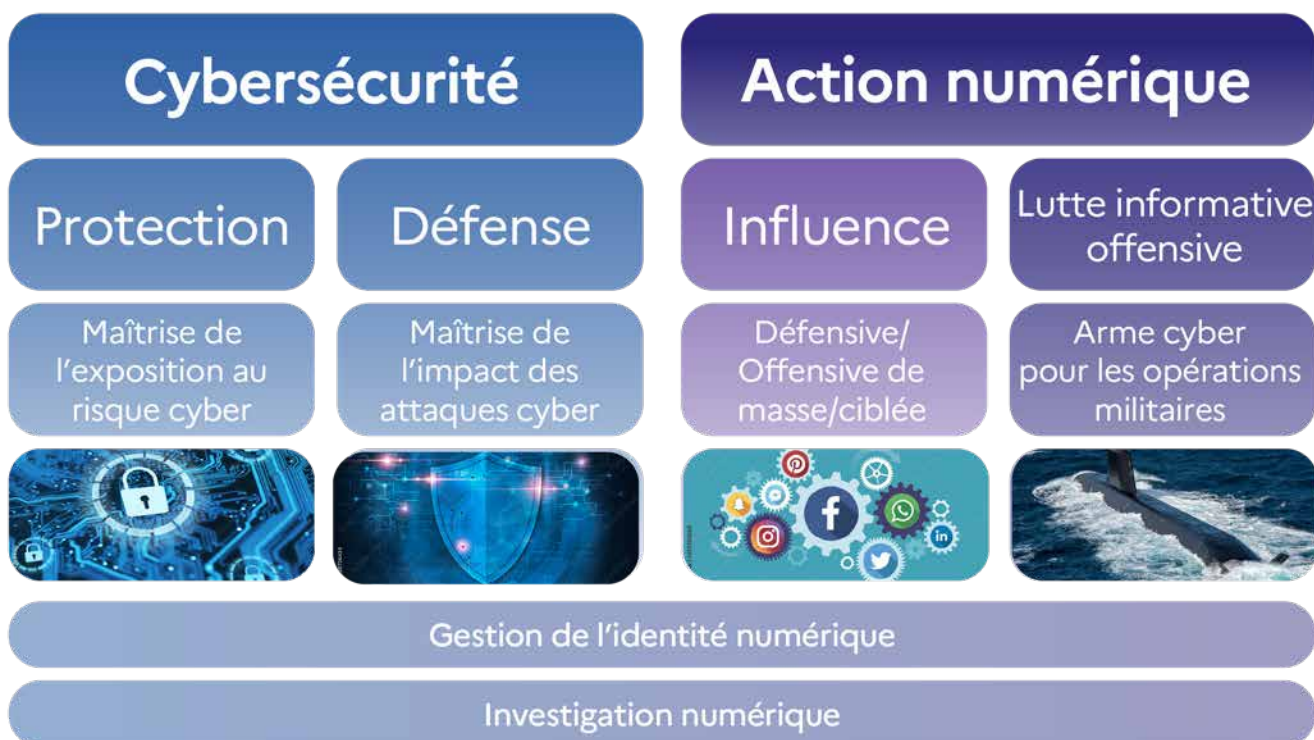 Cybersécurité
Action numérique
Protection
Défense
Influence
Lutte informative
offensive
Maîtrise de
l'exposition au
risque cyber
Maîtrise de
l'impact des
attaques cyber
Défensive/
Offensive de
masse/ciblée
Arme cyber
pour les opérations
militaires
f
in
Gestion de l'identité numérique
Investigation numérique